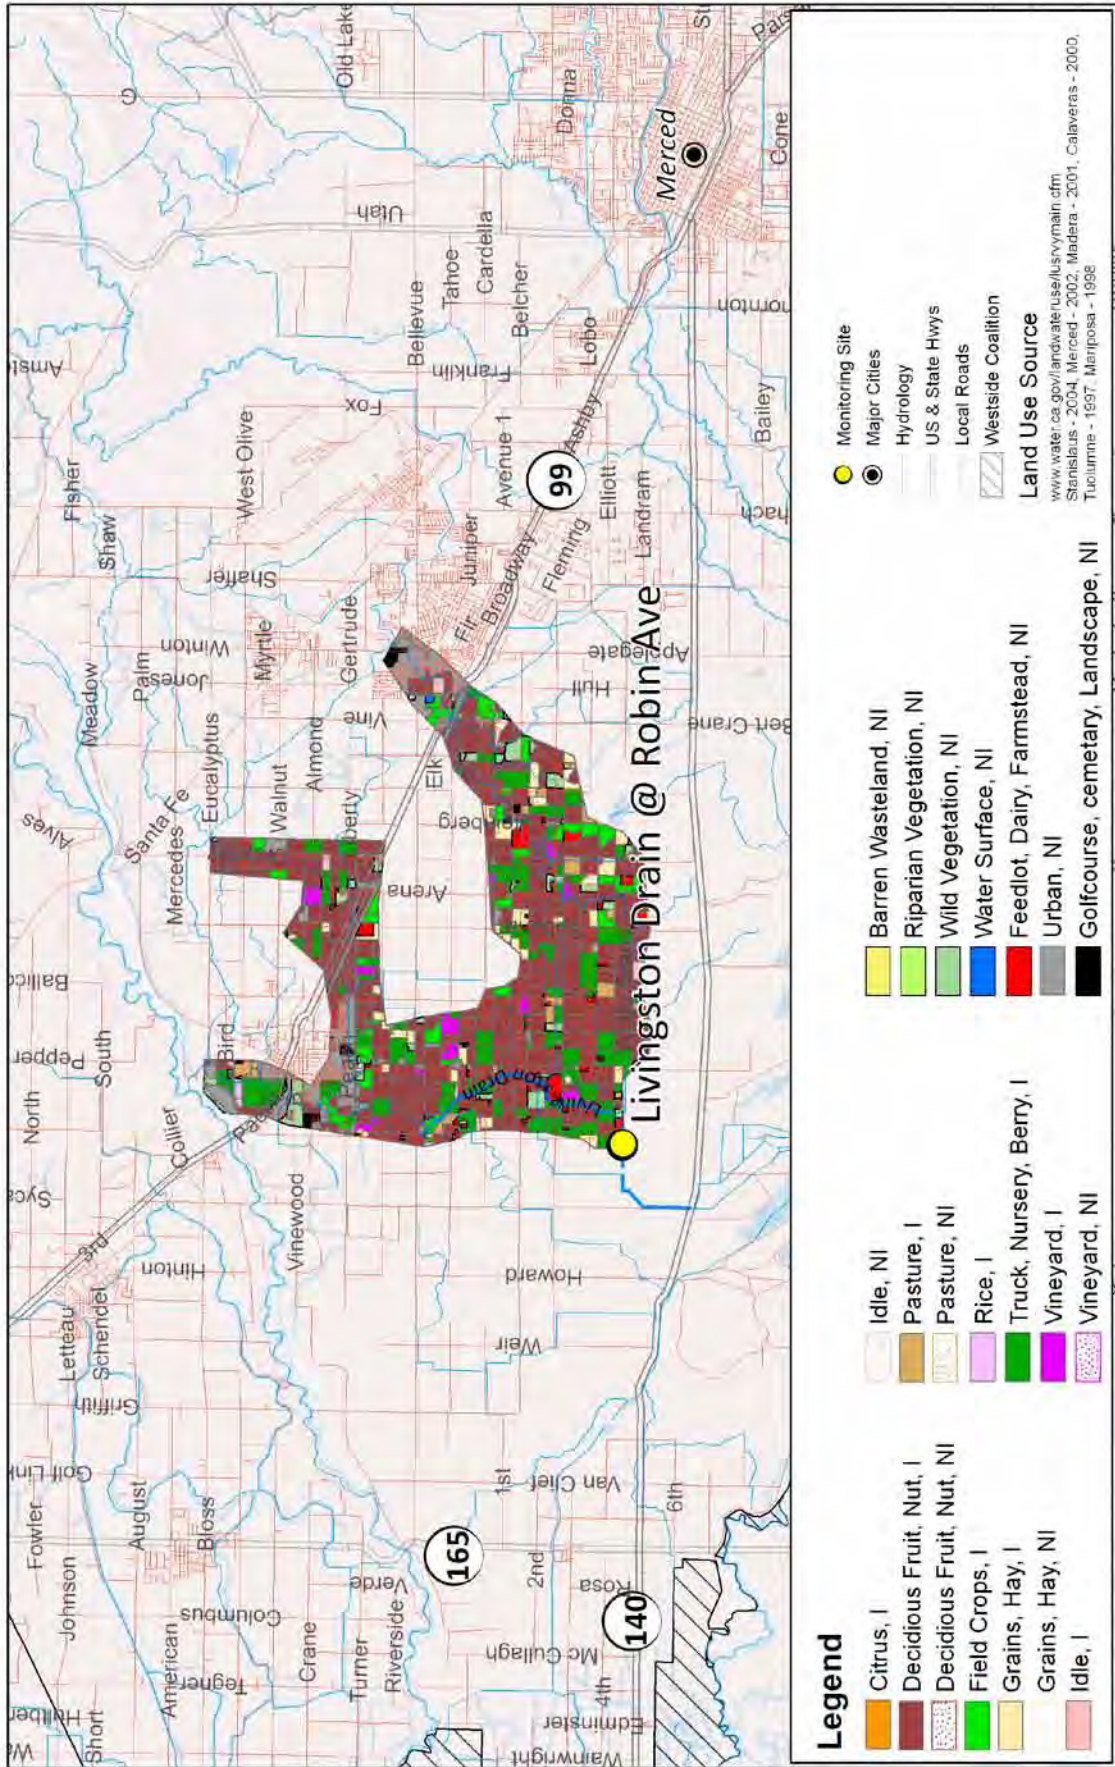 Fowler
Johnson
Hultber
Short
American
Tegner
Columbus
Crane
Turner
Riverside
Verde
August
Bloss
Golf Link
Griffith
Letteau
Schendel
3rd
Hinton
Vinewood
Collier
North
South
Pepper
Bird
Mercedes
Santa Fe
Alves
Meadow
Palm
Jones
Winton
Eucalyptus
Walnut
Almond
Myrtle
Gertrude
Vine
Shaw
Fisher
Shaffer
West Olive
Fox
Franklin
Bellevue
Tahoe
Cardella
Belcher
Utah
Old Lake
Donna
Merced
Cone
Lobo
Ashby
Avenue 1
99
Juniper
Fir
Broadway
Fleming
Elliott
Landram
Bailey
Applegate
Hull
Bert Crane
Elk
Arena
Livingston Drain @ Robin Ave
Howard
Weir
1st
Van Clief
6th
2nd
Rosa
165
140
Mc Cullagh
4th
Edminster
Wainwright
Legend
Citrus, I
Decidious Fruit, Nut, I
Decidious Fruit, Nut, NI
Field Crops, I
Grains, Hay, I
Grains, Hay, NI
Idle, I
Idle, NI
Pasture, I
Pasture, NI
Rice, I
Truck, Nursery, Berry, I
Vineyard, I
Vineyard, NI
Barren Wasteland, NI
Riparian Vegetation, NI
Wild Vegetation, NI
Water Surface, NI
Feedlot, Dairy, Farmstead, NI
Urban, NI
Golfcourse, cemetary, Landscape, NI
Monitoring Site
Major Cities
Hydrology
US & State Hwys
Local Roads
Westside Coalition
Land Use Source
www.water.ca.gov/landwateruse/lusrvymain.cfm
Stanislaus - 2004, Merced - 2002, Madera - 2001, Calaveras - 2000,
Tuolumne - 1997, Mariposa - 1998